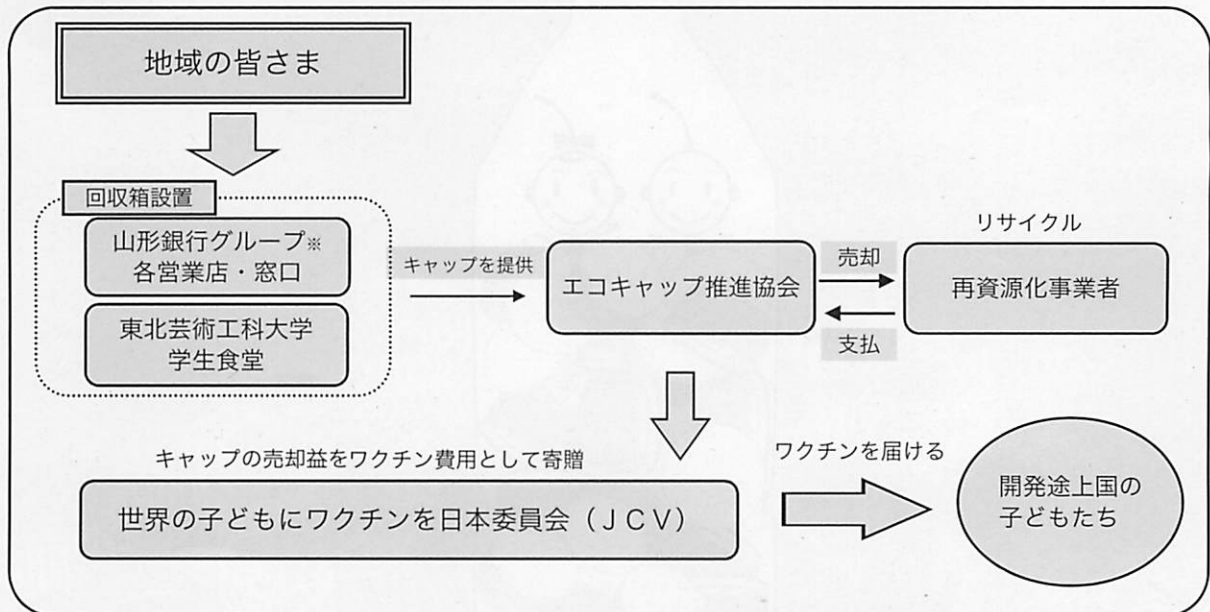 地域の皆さま
回収箱設置
山形銀行グループ※
各営業店・窓口
東北芸術工科大学
学生食堂
キャップを提供
エコキャップ推進協会
売却
支払
リサイクル
再資源化事業者
キャップの売却益をワクチン費用として寄贈
世界の子どもにワクチンを日本委員会（ＪＣＶ）
ワクチンを届ける
開発途上国の
子どもたち